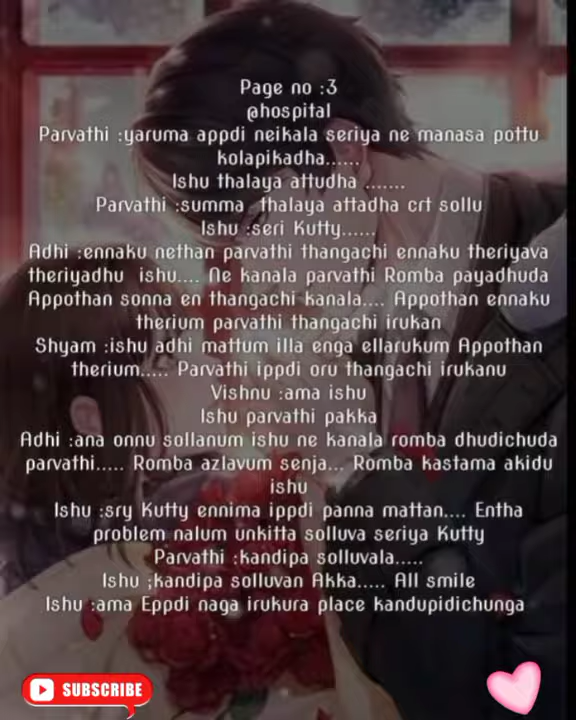 Page no :3
@hospital
Parvathi :yaruma appdi neikala seriya ne manasa pottu
kolapikadha......
Ishu thalaya attudha .......
Parvathi :summa thalaya attadha crt sollu
Ishu :seri Kutty......
Adhi :ennaku nethan parvathi thangachi ennaku theriyava
theriyadhu ishu.... Ne kanala parvathi Romba payadhuda
Appothan sonna en thangachi kanala.... Appothan ennaku
therium parvathi thangachi irukan
Shyam :ishu adhi mattum illa enga ellarukum Appothan
therium..... Parvathi ippdi oru thangachi irukanu
Vishnu :ama ishu
Ishu parvathi pakka
Adhi :ana onnu sollanum ishu ne kanala romba dhudichuda
parvathi..... Romba azlavum senja... Romba kastama akidu
ishu
Ishu :sry Kutty ennima ippdi panna mattan.... Entha
problem nalum unkitta solluva seriya Kutty
Parvathi :kandipa solluvala.....
Ishu ;kandipa solluvan Akka..... All smile
Ishu :ama Eppdi naga irukura place kandupidichunga
SUBSCRIBE